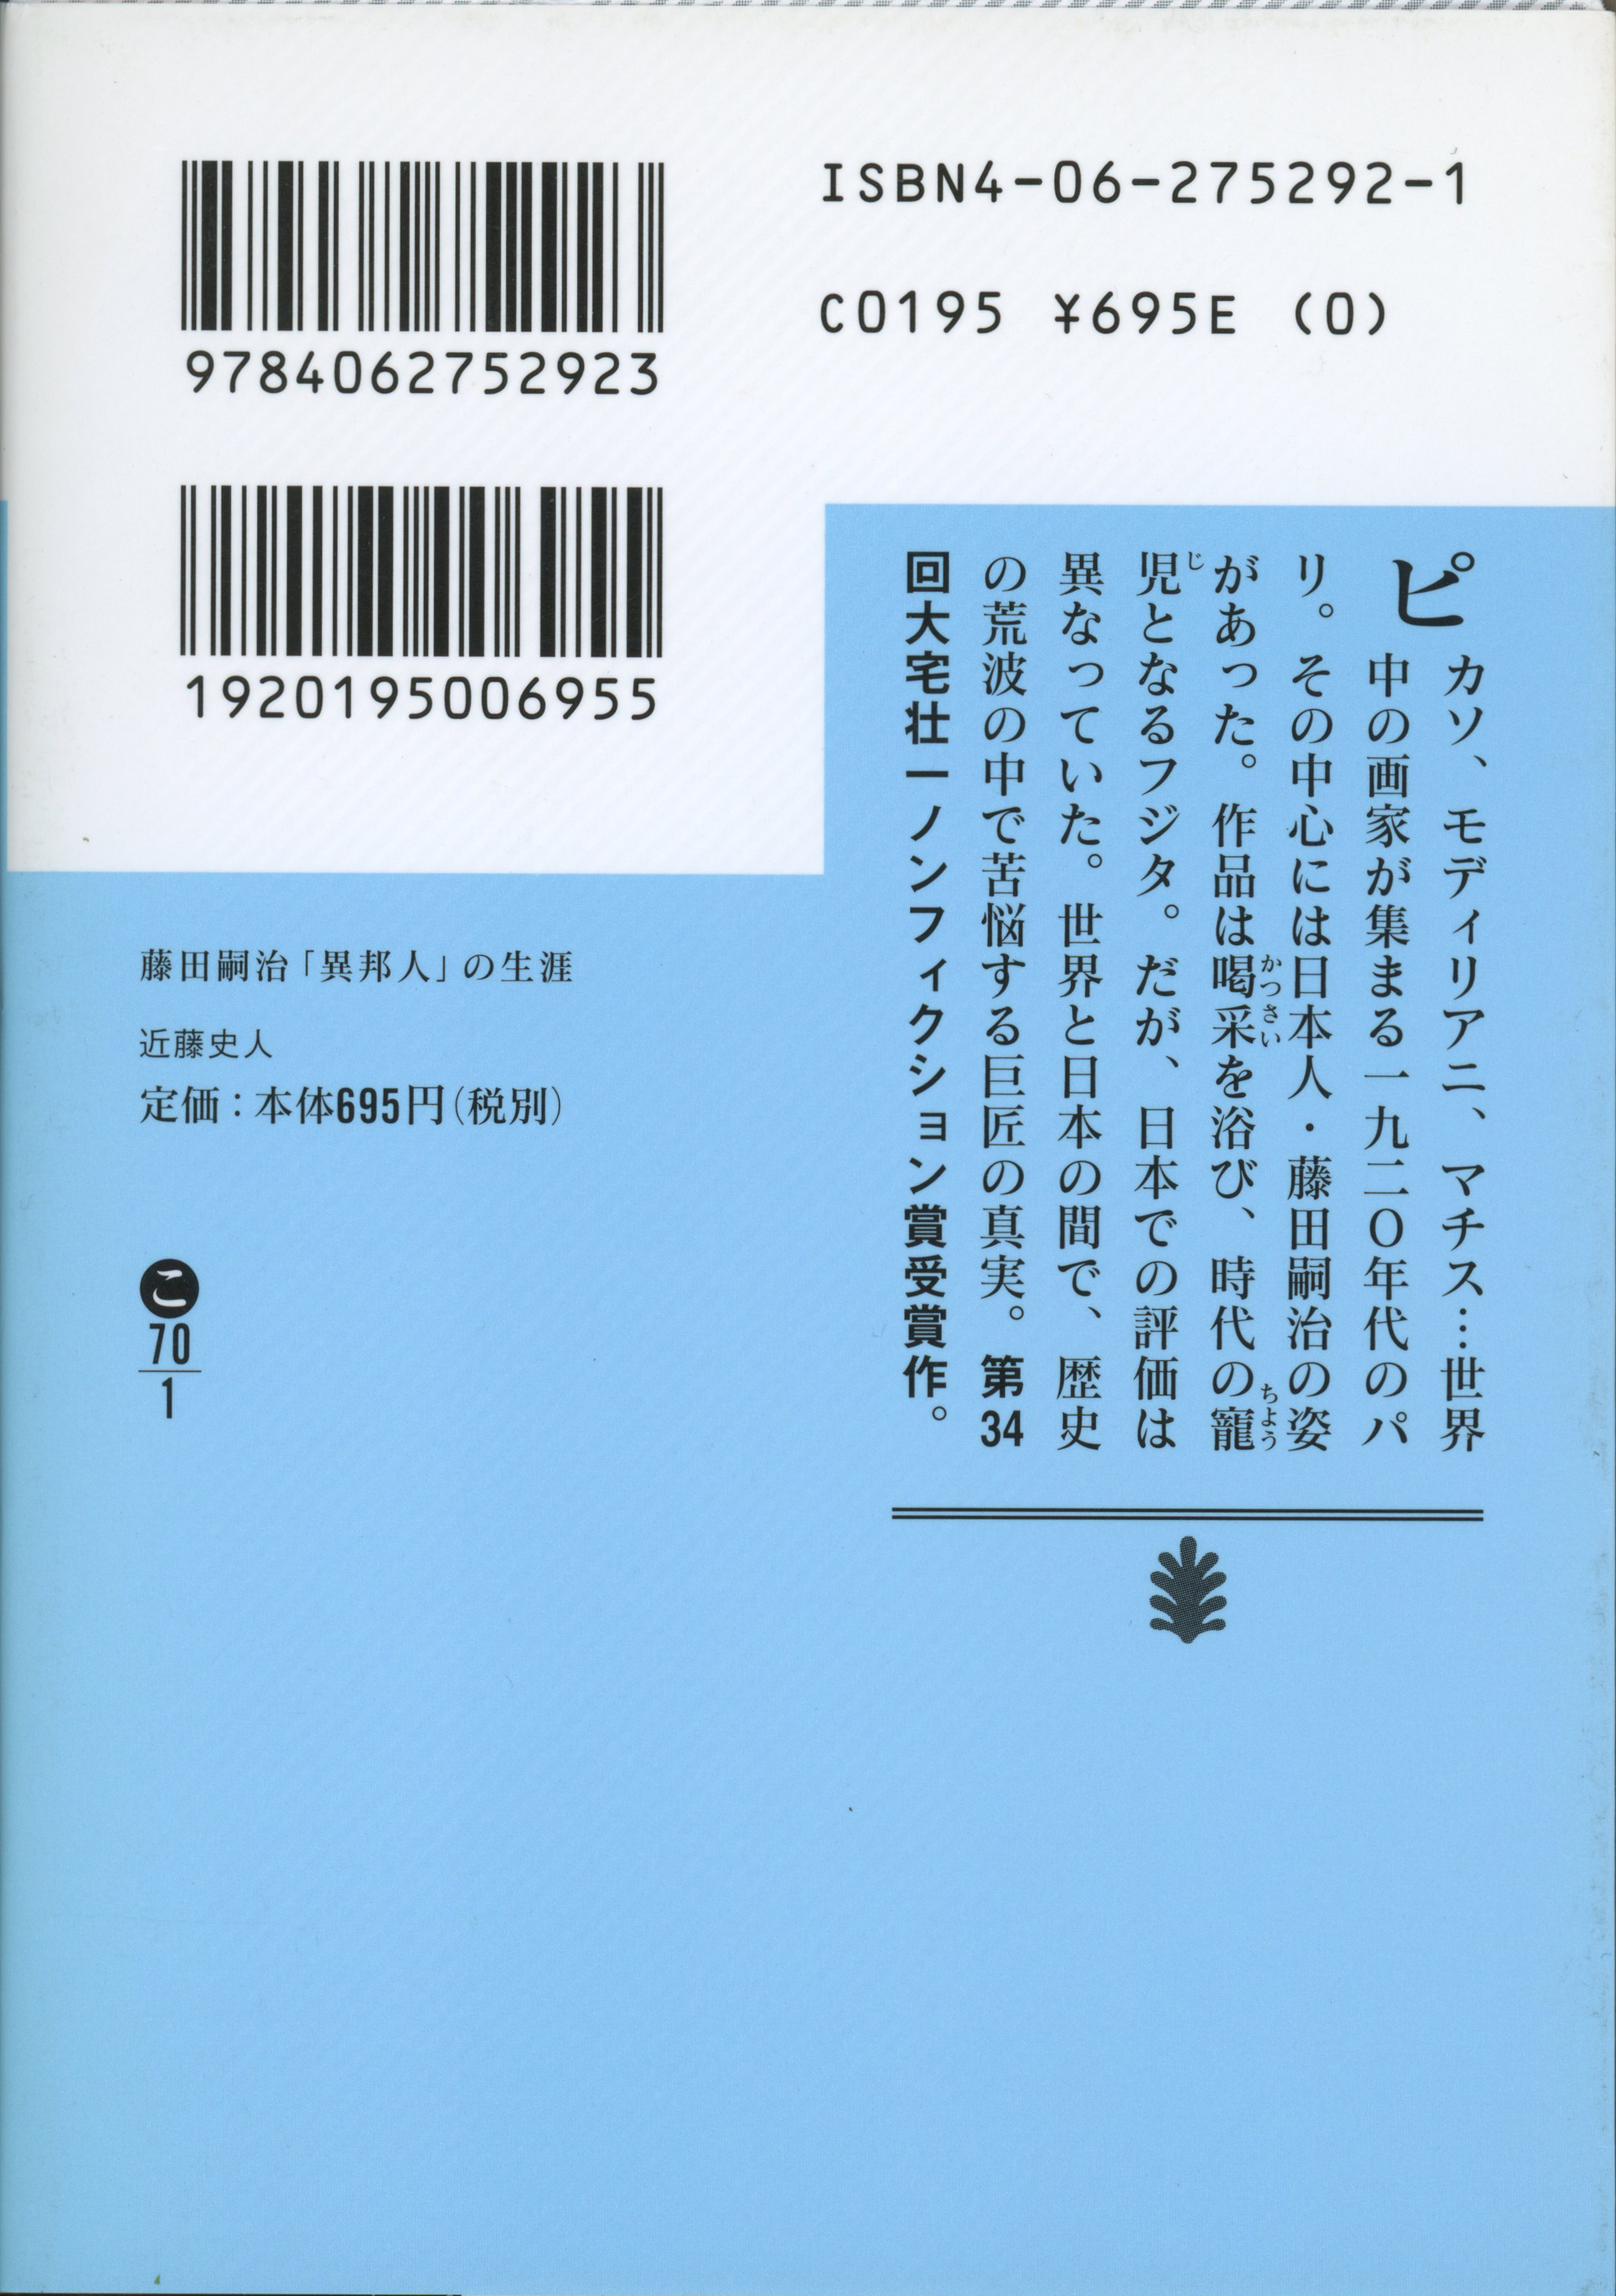 ISBN4-06-275292-1
C0195 ¥695E (0)
9784062752923
1920195006955
ピカソ、モディリアニ、マチス…世界
中の画家が集まる一九二〇年代のパ
リ。その中心には日本人・藤田嗣治の姿
があった。作品は喝采を浴び、時代の寵
児となるフジタ。だが、日本での評価は
異なっていた。世界と日本の間で、歴史
の荒波の中で苦悩する巨匠の真実。第34
回大宅壮一ノンフィクション賞受賞作。
かっさい
ちょう
じ
藤田嗣治「異邦人」の生涯
近藤史人
定価：本体695円(税別)
こ
70
1